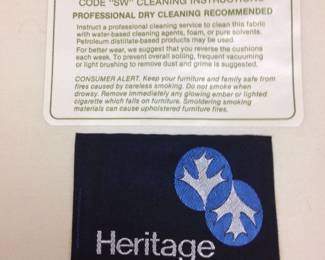 CODE "SW" CLEANING INSTRUCTIONS
PROFESSIONAL DRY CLEANING RECOMMENDED
Instruct a professional cleaning service to clean this fabric
with water-based cleaning agents, foam, or pure solvents.
Petroleum distillate-based products may be used.
For better wear, we suggest that you reverse the cushions
each week. To prevent overall soiling, frequent vacuuming
or light brushing to remove dust and grime is suggested.
CONSUMER ALERT. Keep your furniture and family safe from
fires caused by careless smoking. Do not smoke when
drowsy. Remove immediately any glowing ember or lighted
cigarette which falls on furniture. Smoldering smoking
materials can cause upholstered furniture fires.
Heritage